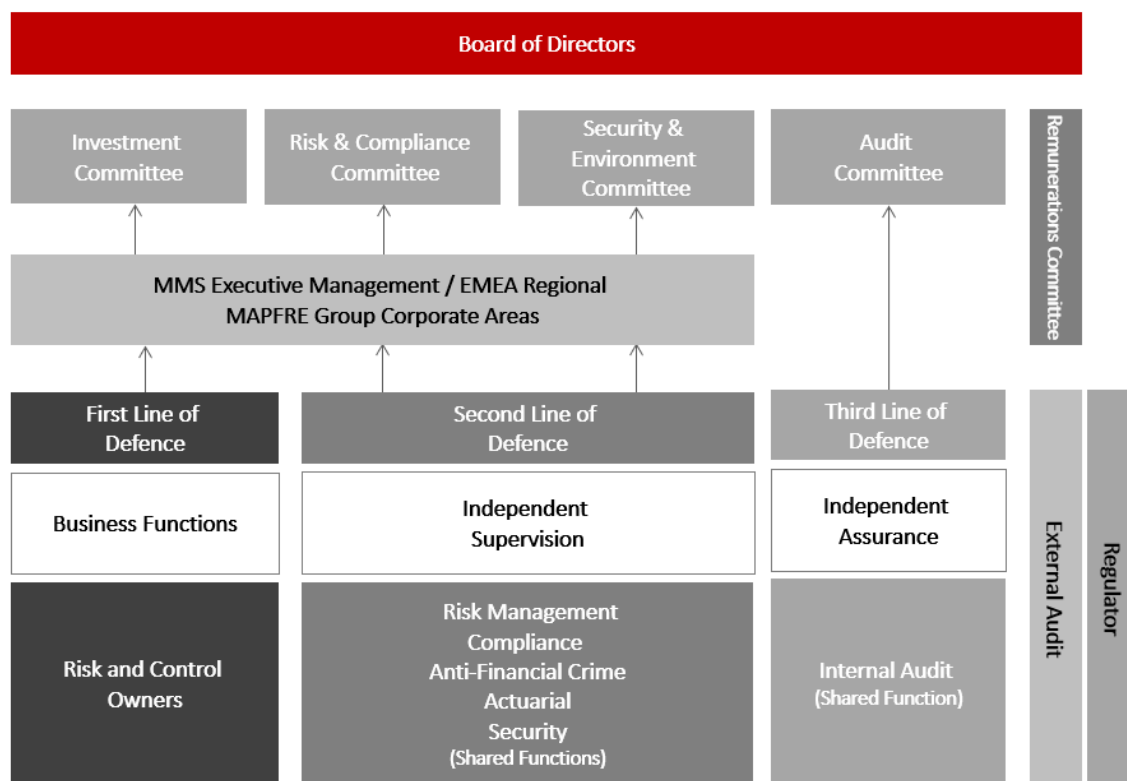 Board of Directors
Investment
Committee
Risk & Compliance
Committee
Security &
Environment
Committee
Audit
Committee
Remunerations Committee
MMS Executive Management / EMEA Regional
MAPFRE Group Corporate Areas
First Line of
Defence
Second Line of
Defence
Third Line of
Defence
Business Functions
Independent
Supervision
Independent
Assurance
Risk and Control
Owners
Risk Management
Compliance
Anti-Financial Crime
Actuarial
Security
(Shared Functions)
Internal Audit
(Shared Function)
External Audit
Regulator